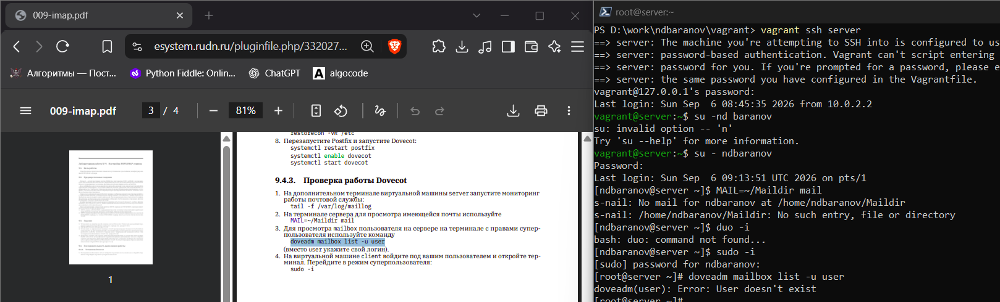 009-imap.pdf
esystem.rudn.ru/pluginfile.php/332027...
Алгоритмы — Пост...
Python Fiddle: Onlin...
ChatGPT
algocode
009-imap.pdf
3 / 4
81%
1
restorecon -vR /etc
8. Перезапустите Postfix и запустите Dovecot:
systemctl restart postfix
systemctl enable dovecot
systemctl start dovecot
9.4.3. Проверка работы Dovecot
1. На дополнительном терминале виртуальной машины server запустите мониторинг
работы почтовой службы:
tail -f /var/log/maillog
2. На терминале сервера для просмотра имеющейся почты используйте
MAIL=~/Maildir mail
3. Для просмотра mailbox пользователя на сервере на терминале с правами супер-
пользователя используйте команду
doveadm mailbox list -u user
(вместо user укажите свой логин).
4. На виртуальной машине client войдите под вашим пользователем и откройте тер-
минал. Перейдите в режим суперпользователя:
sudo -i
root@server:~
PS D:\work\ndbaranov\vagrant> vagrant ssh server
==> server: The machine you're attempting to SSH into is configured to us
==> server: password-based authentication. Vagrant can't script entering
==> server: password for you. If you're prompted for a password, please e
==> server: the same password you have configured in the Vagrantfile.
vagrant@127.0.0.1's password:
Last login: Sun Sep  6 08:45:35 2026 from 10.0.2.2
vagrant@server:~$ su -nd baranov
su: invalid option -- 'n'
Try 'su --help' for more information.
vagrant@server:~$ su - ndbaranov
Password:
Last login: Sun Sep  6 09:13:51 UTC 2026 on pts/1
[ndbaranov@server ~]$ MAIL=~/Maildir mail
s-nail: No mail for ndbaranov at /home/ndbaranov/Maildir
s-nail: /home/ndbaranov/Maildir: No such entry, file or directory
[ndbaranov@server ~]$ duo -i
bash: duo: command not found...
[ndbaranov@server ~]$ sudo -i
[sudo] password for ndbaranov:
[root@server ~]# doveadm mailbox list -u user
doveadm(user): Error: User doesn't exist
[root@server ~]#